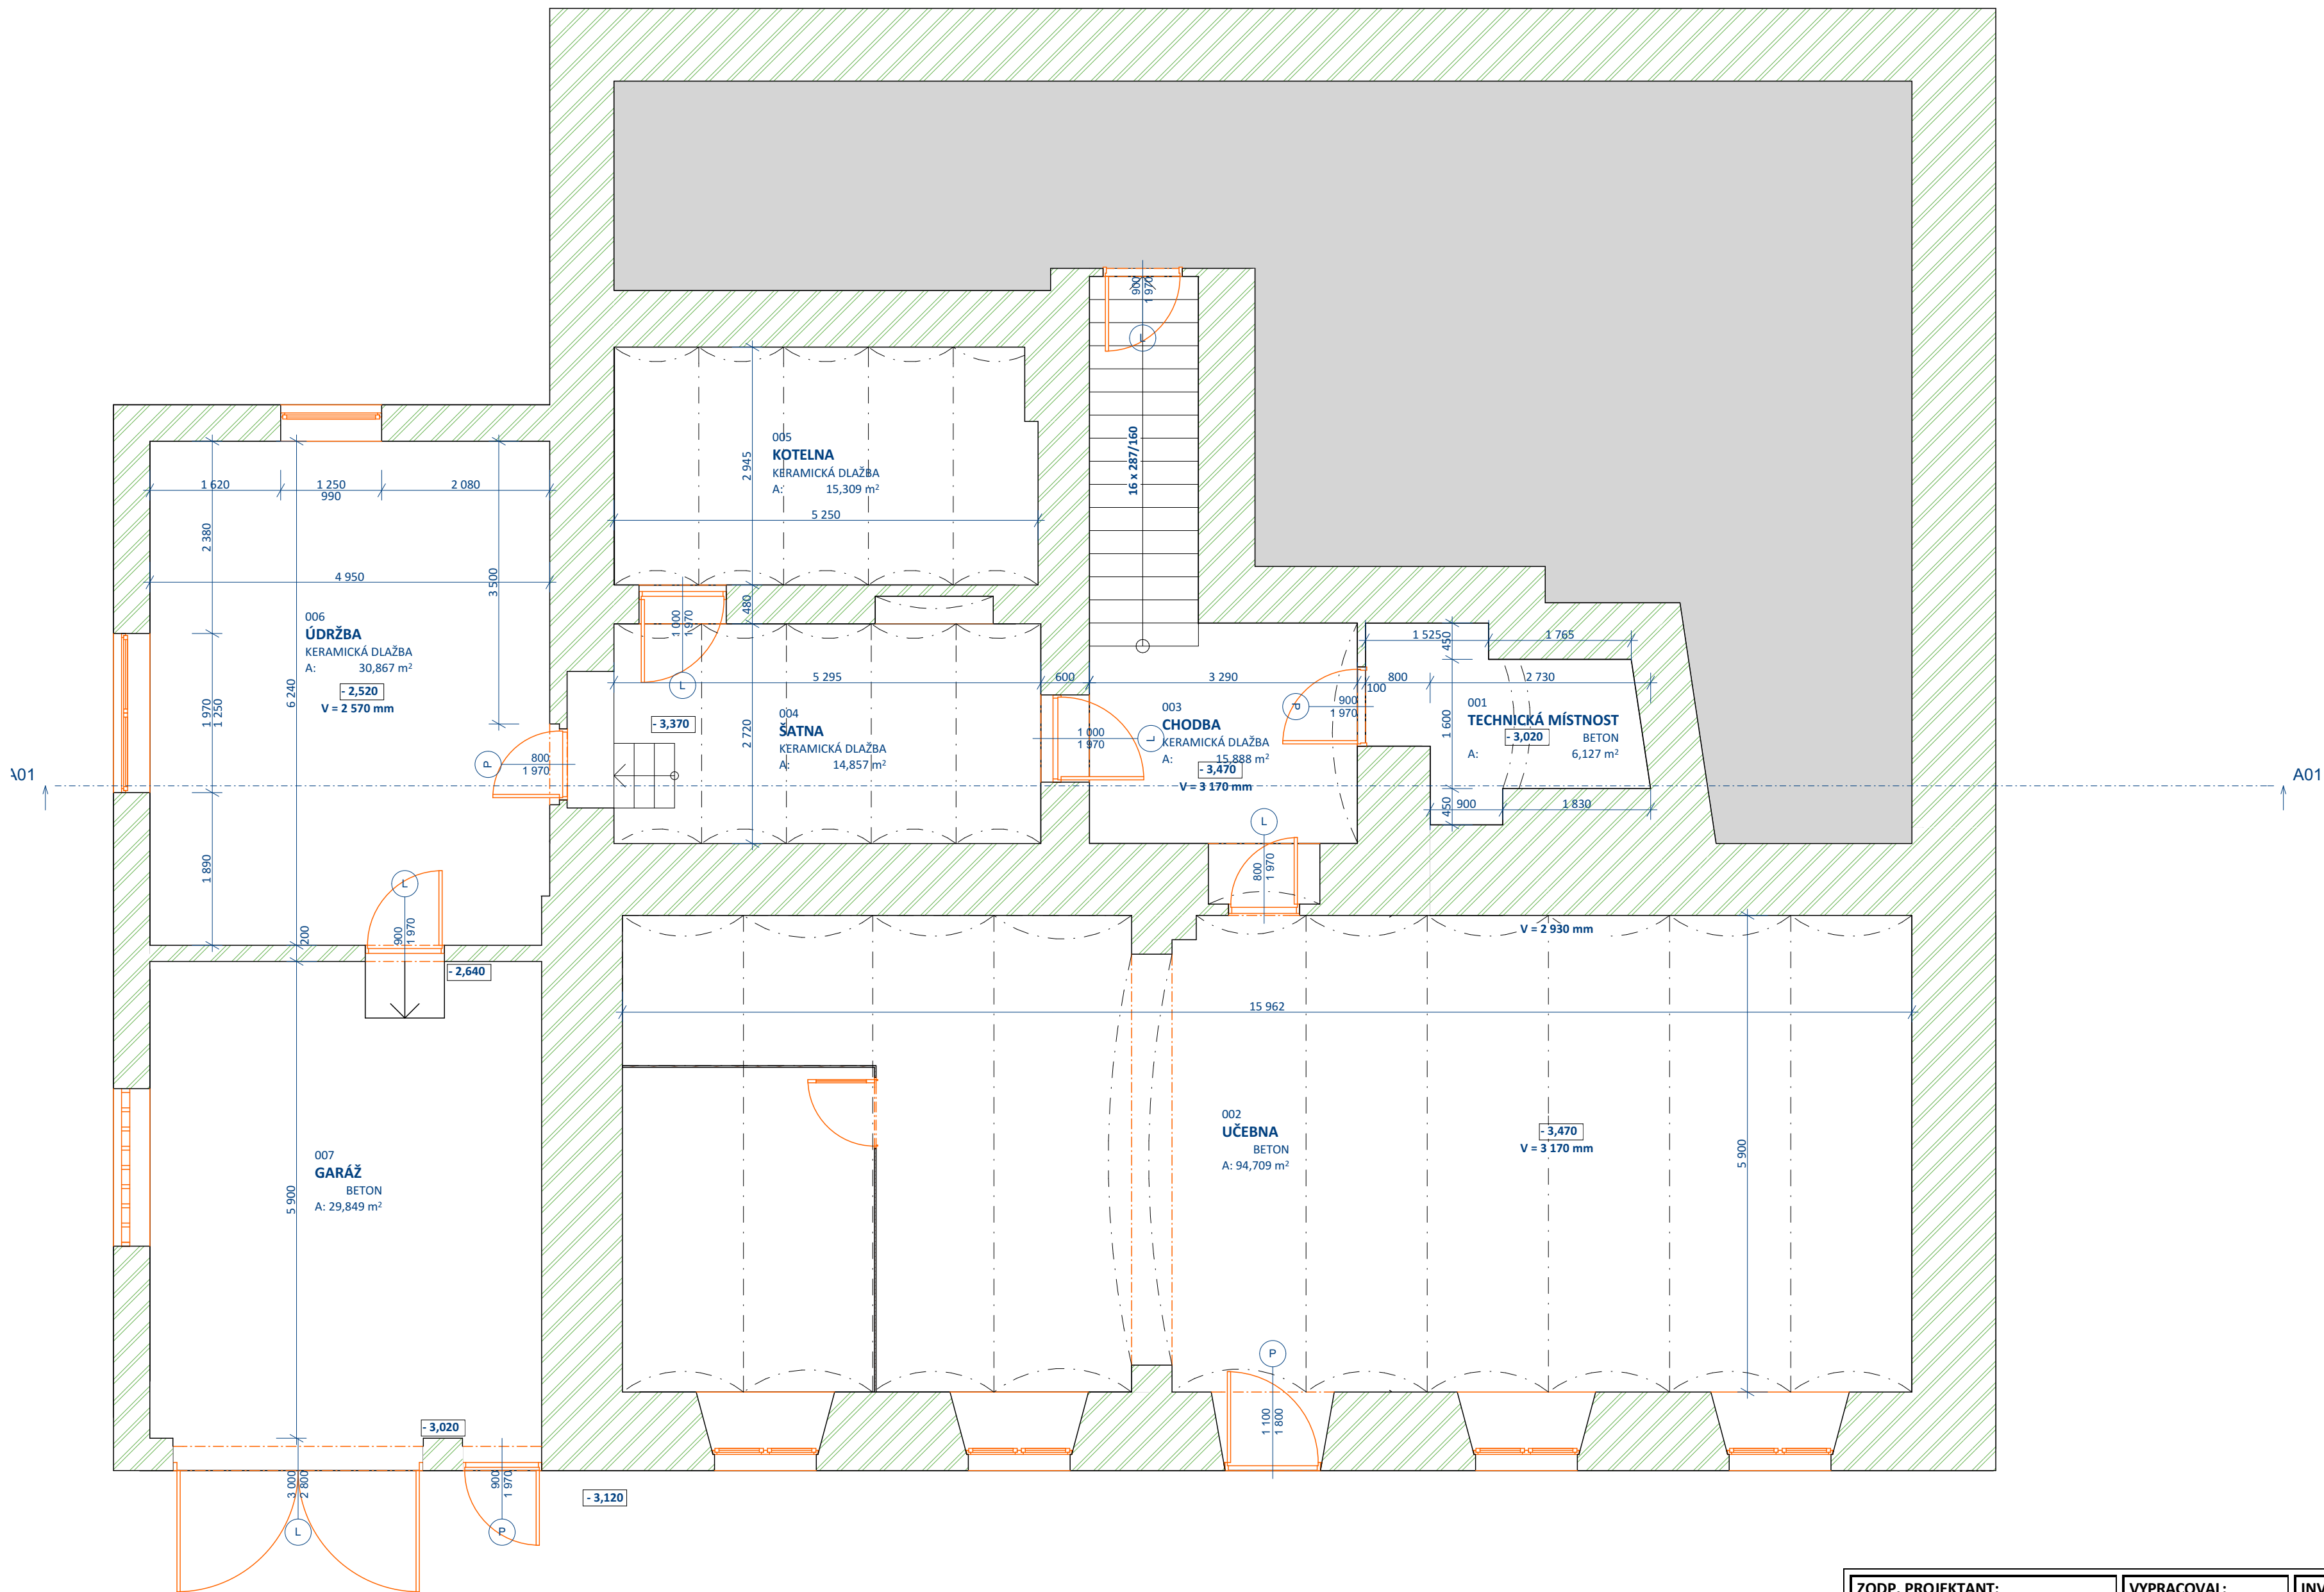 005
KOTELNA
KERAMICKÁ DLAŽBA
A: 15,309 m²
2 945
5 250
900
1 970
L
16 x 287/160
1 620
1 250
990
2 080
2 380
3 500
4 950
006
ÚDRŽBA
KERAMICKÁ DLAŽBA
A: 30,867 m²
- 2,520
V = 2 570 mm
6 240
1 970
1 250
1 890
480
1 000
1 970
L
5 295
600
3 290
- 3,370
004
ŠATNA
KERAMICKÁ DLAŽBA
A: 14,857 m²
2 720
P
800
1 970
1 000
1 970
L
003
CHODBA
KERAMICKÁ DLAŽBA
A: 15,888 m²
- 3,470
V = 3 170 mm
P
900
1 970
100
800
1 525
450
1 765
2 730
001
TECHNICKÁ MÍSTNOST
- 3,020
BETON
A: 6,127 m²
1 600
450
900
1 830
A01
A01
L
800
1 970
L
900
1 970
200
- 2,640
V = 2 930 mm
15 962
002
UČEBNA
BETON
A: 94,709 m²
- 3,470
V = 3 170 mm
5 900
007
GARÁŽ
BETON
A: 29,849 m²
5 900
- 3,020
P
1 100
1 800
3 000
2 800
L
900
1 970
P
- 3,120
ZODP. PROJEKTANT:
VYPRACOVAL: